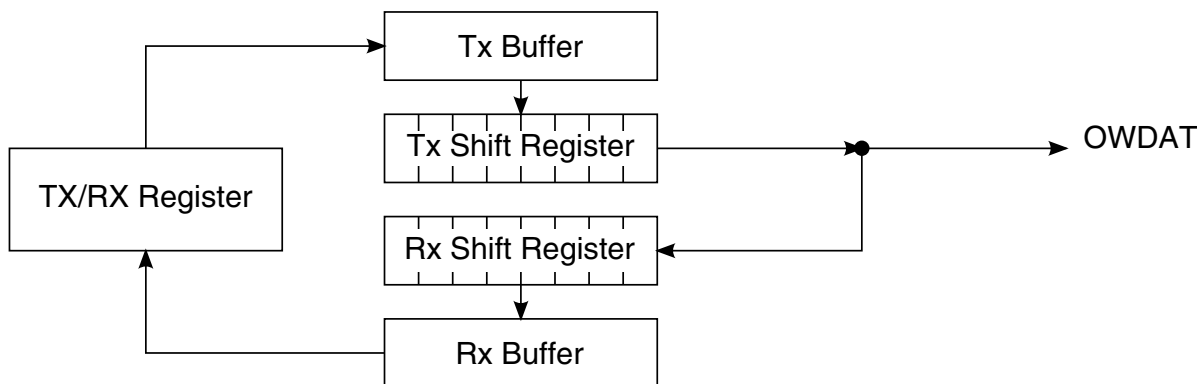 Tx Buffer
Tx Shift Register
OWDAT
TX/RX Register
Rx Shift Register
Rx Buffer